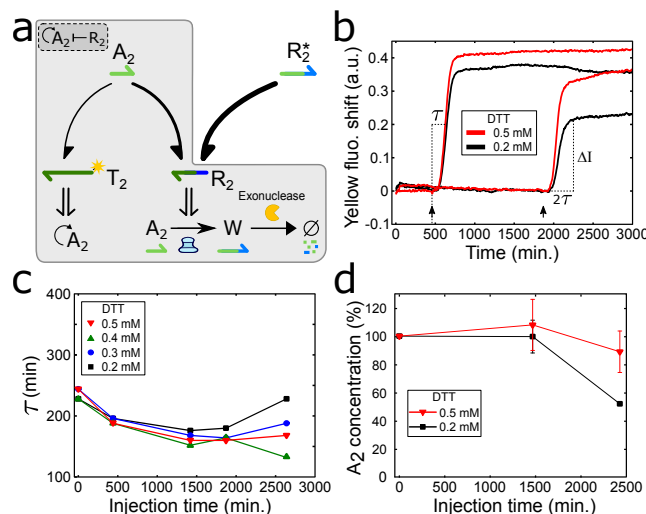 a
A2⊢R2
A2
R2*
T2
R2
Exonuclease
A2
A2
W
∅
b
Yellow fluo. shift (a.u.)
0.4
0.3
0.2
0.1
0
-0.1
τ
DTT
0.5 mM
0.2 mM
ΔI
2τ
0 500 1000 1500 2000 2500 3000
Time (min.)
c
τ (min)
400
300
200
100
DTT
0.5 mM
0.4 mM
0.3 mM
0.2 mM
0 500 1000 1500 2000 2500 3000
Injection time (min.)
d
A2 concentration (%)
120
100
80
60
40
20
0
DTT
0.5 mM
0.2 mM
0 500 1000 1500 2000 2500
Injection time (min.)